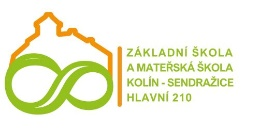 ZÁKLADNÍ ŠKOLA
A MATEŘSKÁ ŠKOLA
KOLÍN - SENDRAŽICE
HLAVNÍ 210